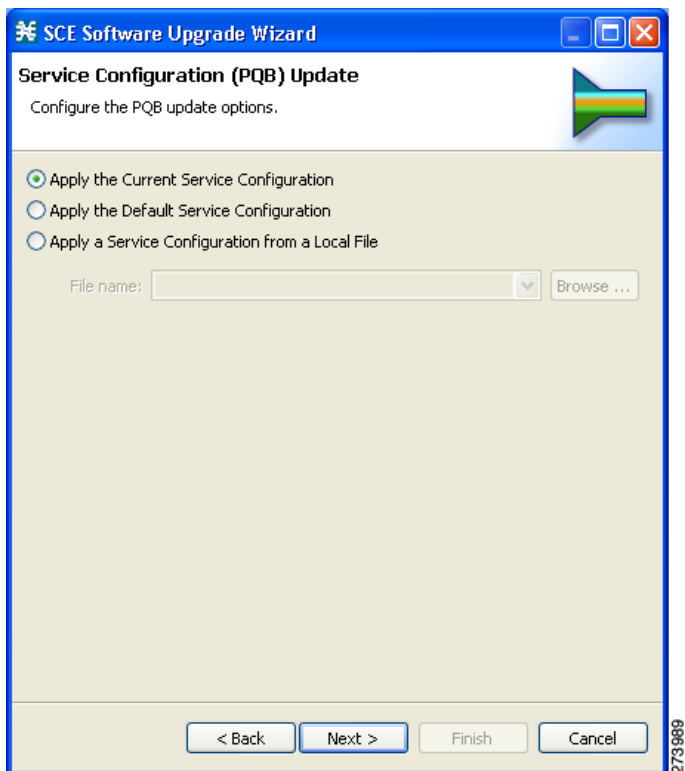 SCE Software Upgrade Wizard
Service Configuration (PQB) Update
Configure the PQB update options.
Apply the Current Service Configuration
Apply the Default Service Configuration
Apply a Service Configuration from a Local File
File name: Browse ...
< Back Next > Finish Cancel
273989